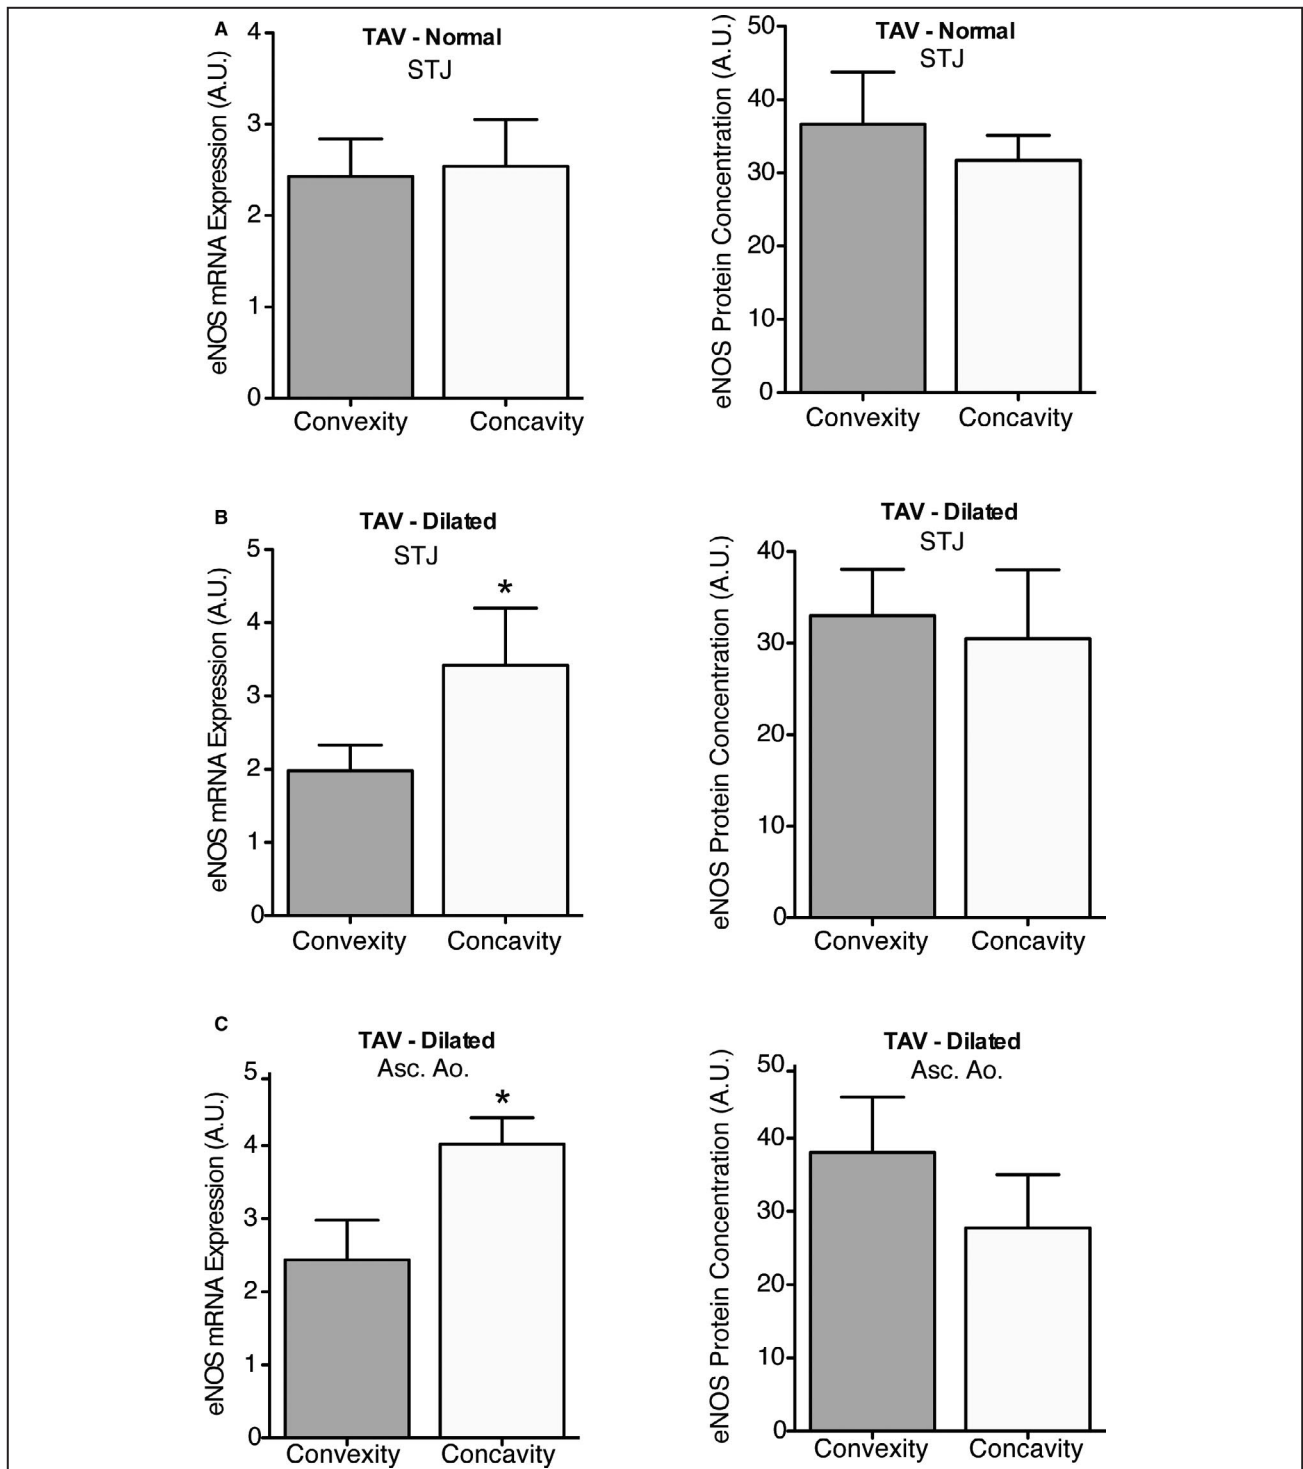 A
TAV - Normal
STJ
eNOS mRNA Expression (A.U.)
4
3
2
1
0
Convexity
Concavity
TAV - Normal
STJ
eNOS Protein Concentration (A.U.)
50
40
30
20
10
0
Convexity
Concavity
B
TAV - Dilated
STJ
eNOS mRNA Expression (A.U.)
5
4
3
2
1
0
*
Convexity
Concavity
TAV - Dilated
STJ
eNOS Protein Concentration (A.U.)
40
30
20
10
0
Convexity
Concavity
C
TAV - Dilated
Asc. Ao.
eNOS mRNA Expression (A.U.)
5
4
3
2
1
0
*
Convexity
Concavity
TAV - Dilated
Asc. Ao.
eNOS Protein Concentration (A.U.)
50
40
30
20
10
0
Convexity
Concavity